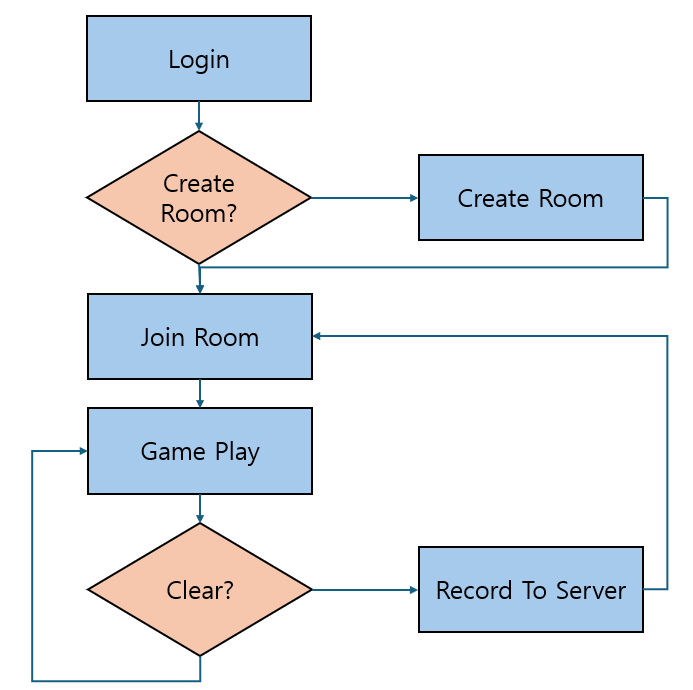 Login
Create
Room?
Create Room
Join Room
Game Play
Clear?
Record To Server